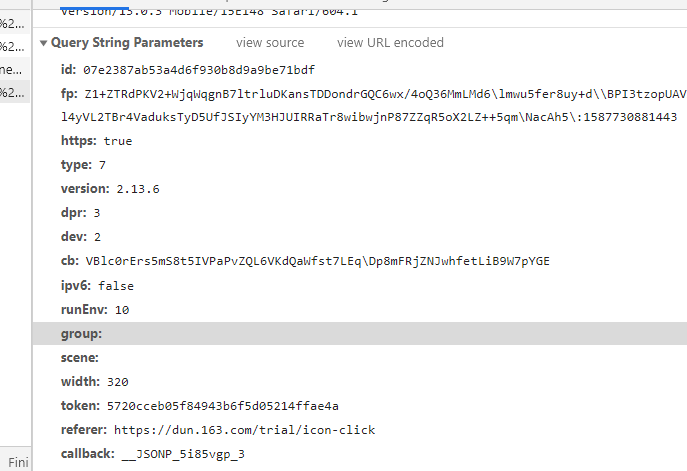 Version/13.0.3 Mobile/15E148 Safari/604.1
%2...
%2...
ne...
%2...
Query String Parameters view source view URL encoded
id: 07e2387ab53a4d6f930b8d9a9be71bdf
fp: Z1+ZTRdPKV2+WjqWqgnB7ltrluDKansTDDondrGQC6wx/4oQ36MmLMd6\lmwu5fer8uy+d\\BPI3tzopUAV
l4yVL2TBr4VaduksTyD5UfJSIyYM3HJUIRRaTr8wibwjnP87ZZqR5oX2LZ++5qm\NacAh5\:1587730881443
https: true
type: 7
version: 2.13.6
dpr: 3
dev: 2
cb: VBlc0rErs5mS8t5IVPaPvZQL6VKdQaWfst7LEq\Dp8mFRjZNJwhfetLiB9W7pYGE
ipv6: false
runEnv: 10
group:
scene:
width: 320
token: 5720cceb05f84943b6f5d05214ffae4a
referer: https://dun.163.com/trial/icon-click
callback: __JSONP_5i85vgp_3
Fini